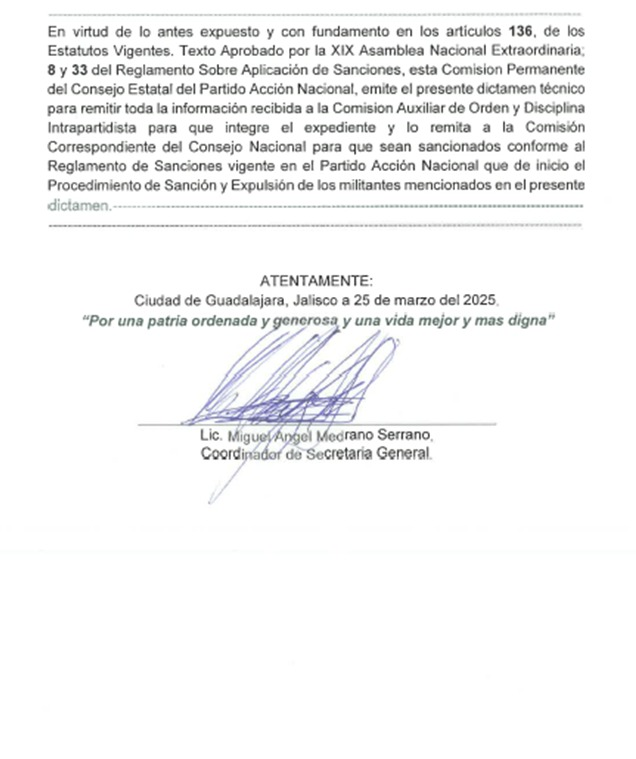 En virtud de lo antes expuesto y con fundamento en los artículos 136, de los
Estatutos Vigentes. Texto Aprobado por la XIX Asamblea Nacional Extraordinaria;
8 y 33 del Reglamento Sobre Aplicación de Sanciones, esta Comision Permanente
del Consejo Estatal del Partido Acción Nacional, emite el presente dictamen técnico
para remitir toda la información recibida a la Comision Auxiliar de Orden y Disciplina
Intrapartidista para que integre el expediente y lo remita a la Comisión
Correspondiente del Consejo Nacional para que sean sancionados conforme al
Reglamento de Sanciones vigente en el Partido Acción Nacional que de inicio el
Procedimiento de Sanción y Expulsión de los militantes mencionados en el presente
dictamen.
ATENTAMENTE:
Ciudad de Guadalajara, Jalisco a 25 de marzo del 2025.
“Por una patria ordenada y generosa y una vida mejor y mas digna”
Lic. Miguel Angel Medrano Serrano,
Coordinador de Secretaria General.